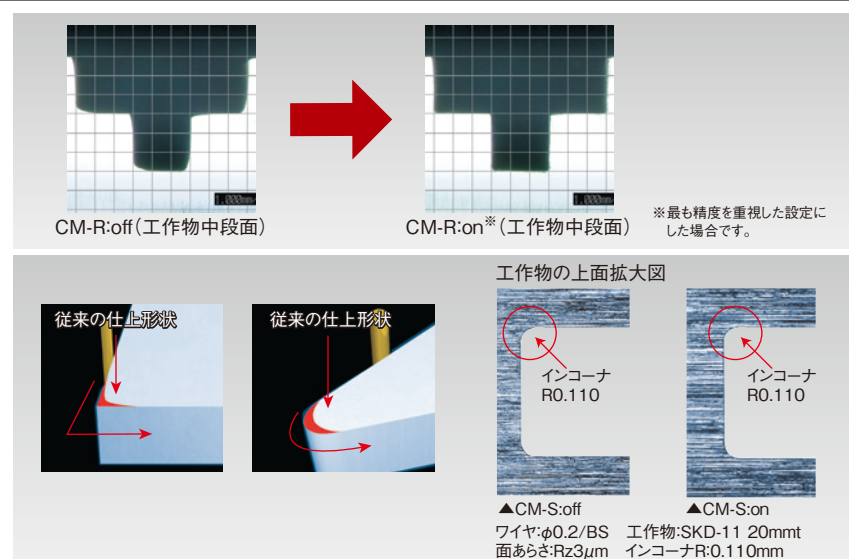 1.000mm
1.000mm
CM-R:off(工作物中段面)
CM-R:on※(工作物中段面)
※最も精度を重視した設定に
した場合です。
工作物の上面拡大図
従来の仕上形状
従来の仕上形状
インコーナ
R0.110
インコーナ
R0.110
▲CM-S:off
▲CM-S:on
ワイヤ:φ0.2/BS 工作物:SKD-11 20mmt
面あらさ:Rz3μm インコーナR:0.110mm